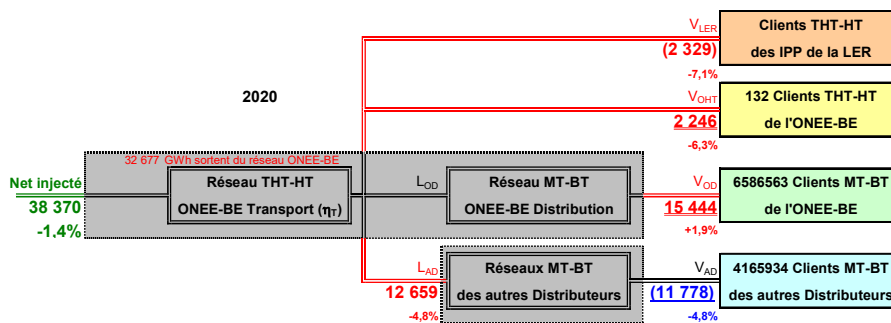 V_LER
(2 329)
-7,1%
Clients THT-HT
des IPP de la LER
2020
V_OHT
2 246
-6,3%
132 Clients THT-HT
de l'ONEE-BE
32 677 GWh sortent du réseau ONEE-BE
Net injecté
38 370
-1,4%
Réseau THT-HT
ONEE-BE Transport (η_T)
L_OD
Réseau MT-BT
ONEE-BE Distribution
V_OD
15 444
+1,9%
6586563 Clients MT-BT
de l'ONEE-BE
L_AD
12 659
-4,8%
Réseaux MT-BT
des autres Distributeurs
V_AD
(11 778)
-4,8%
4165934 Clients MT-BT
des autres Distributeurs